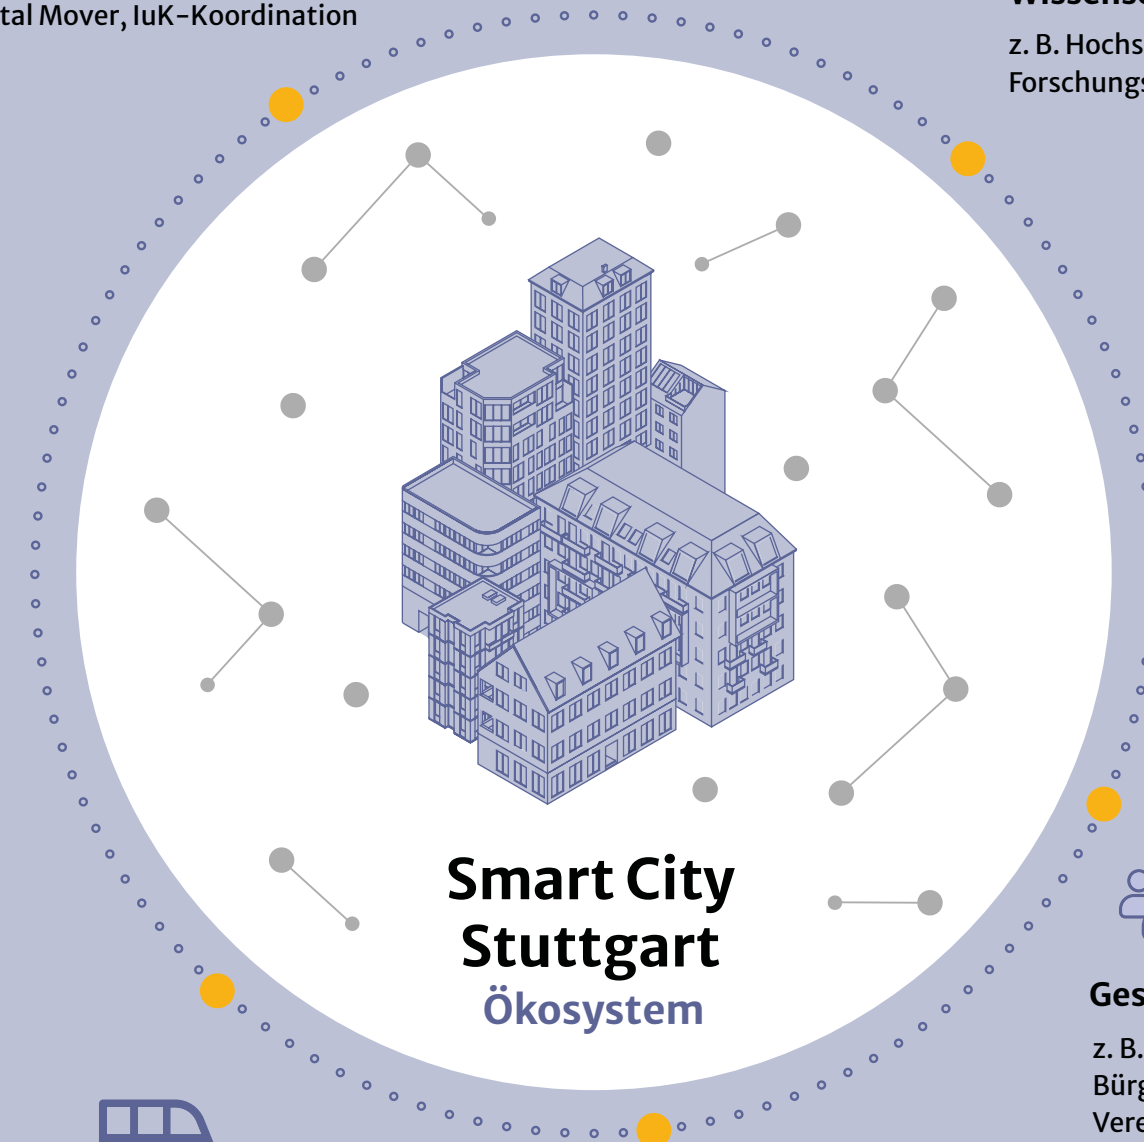 tal Mover, IuK-Koordination
z. B. Hochs
Forschungs
Smart City
Stuttgart
Ökosystem
Ges
z. B.
Bürg
Vere